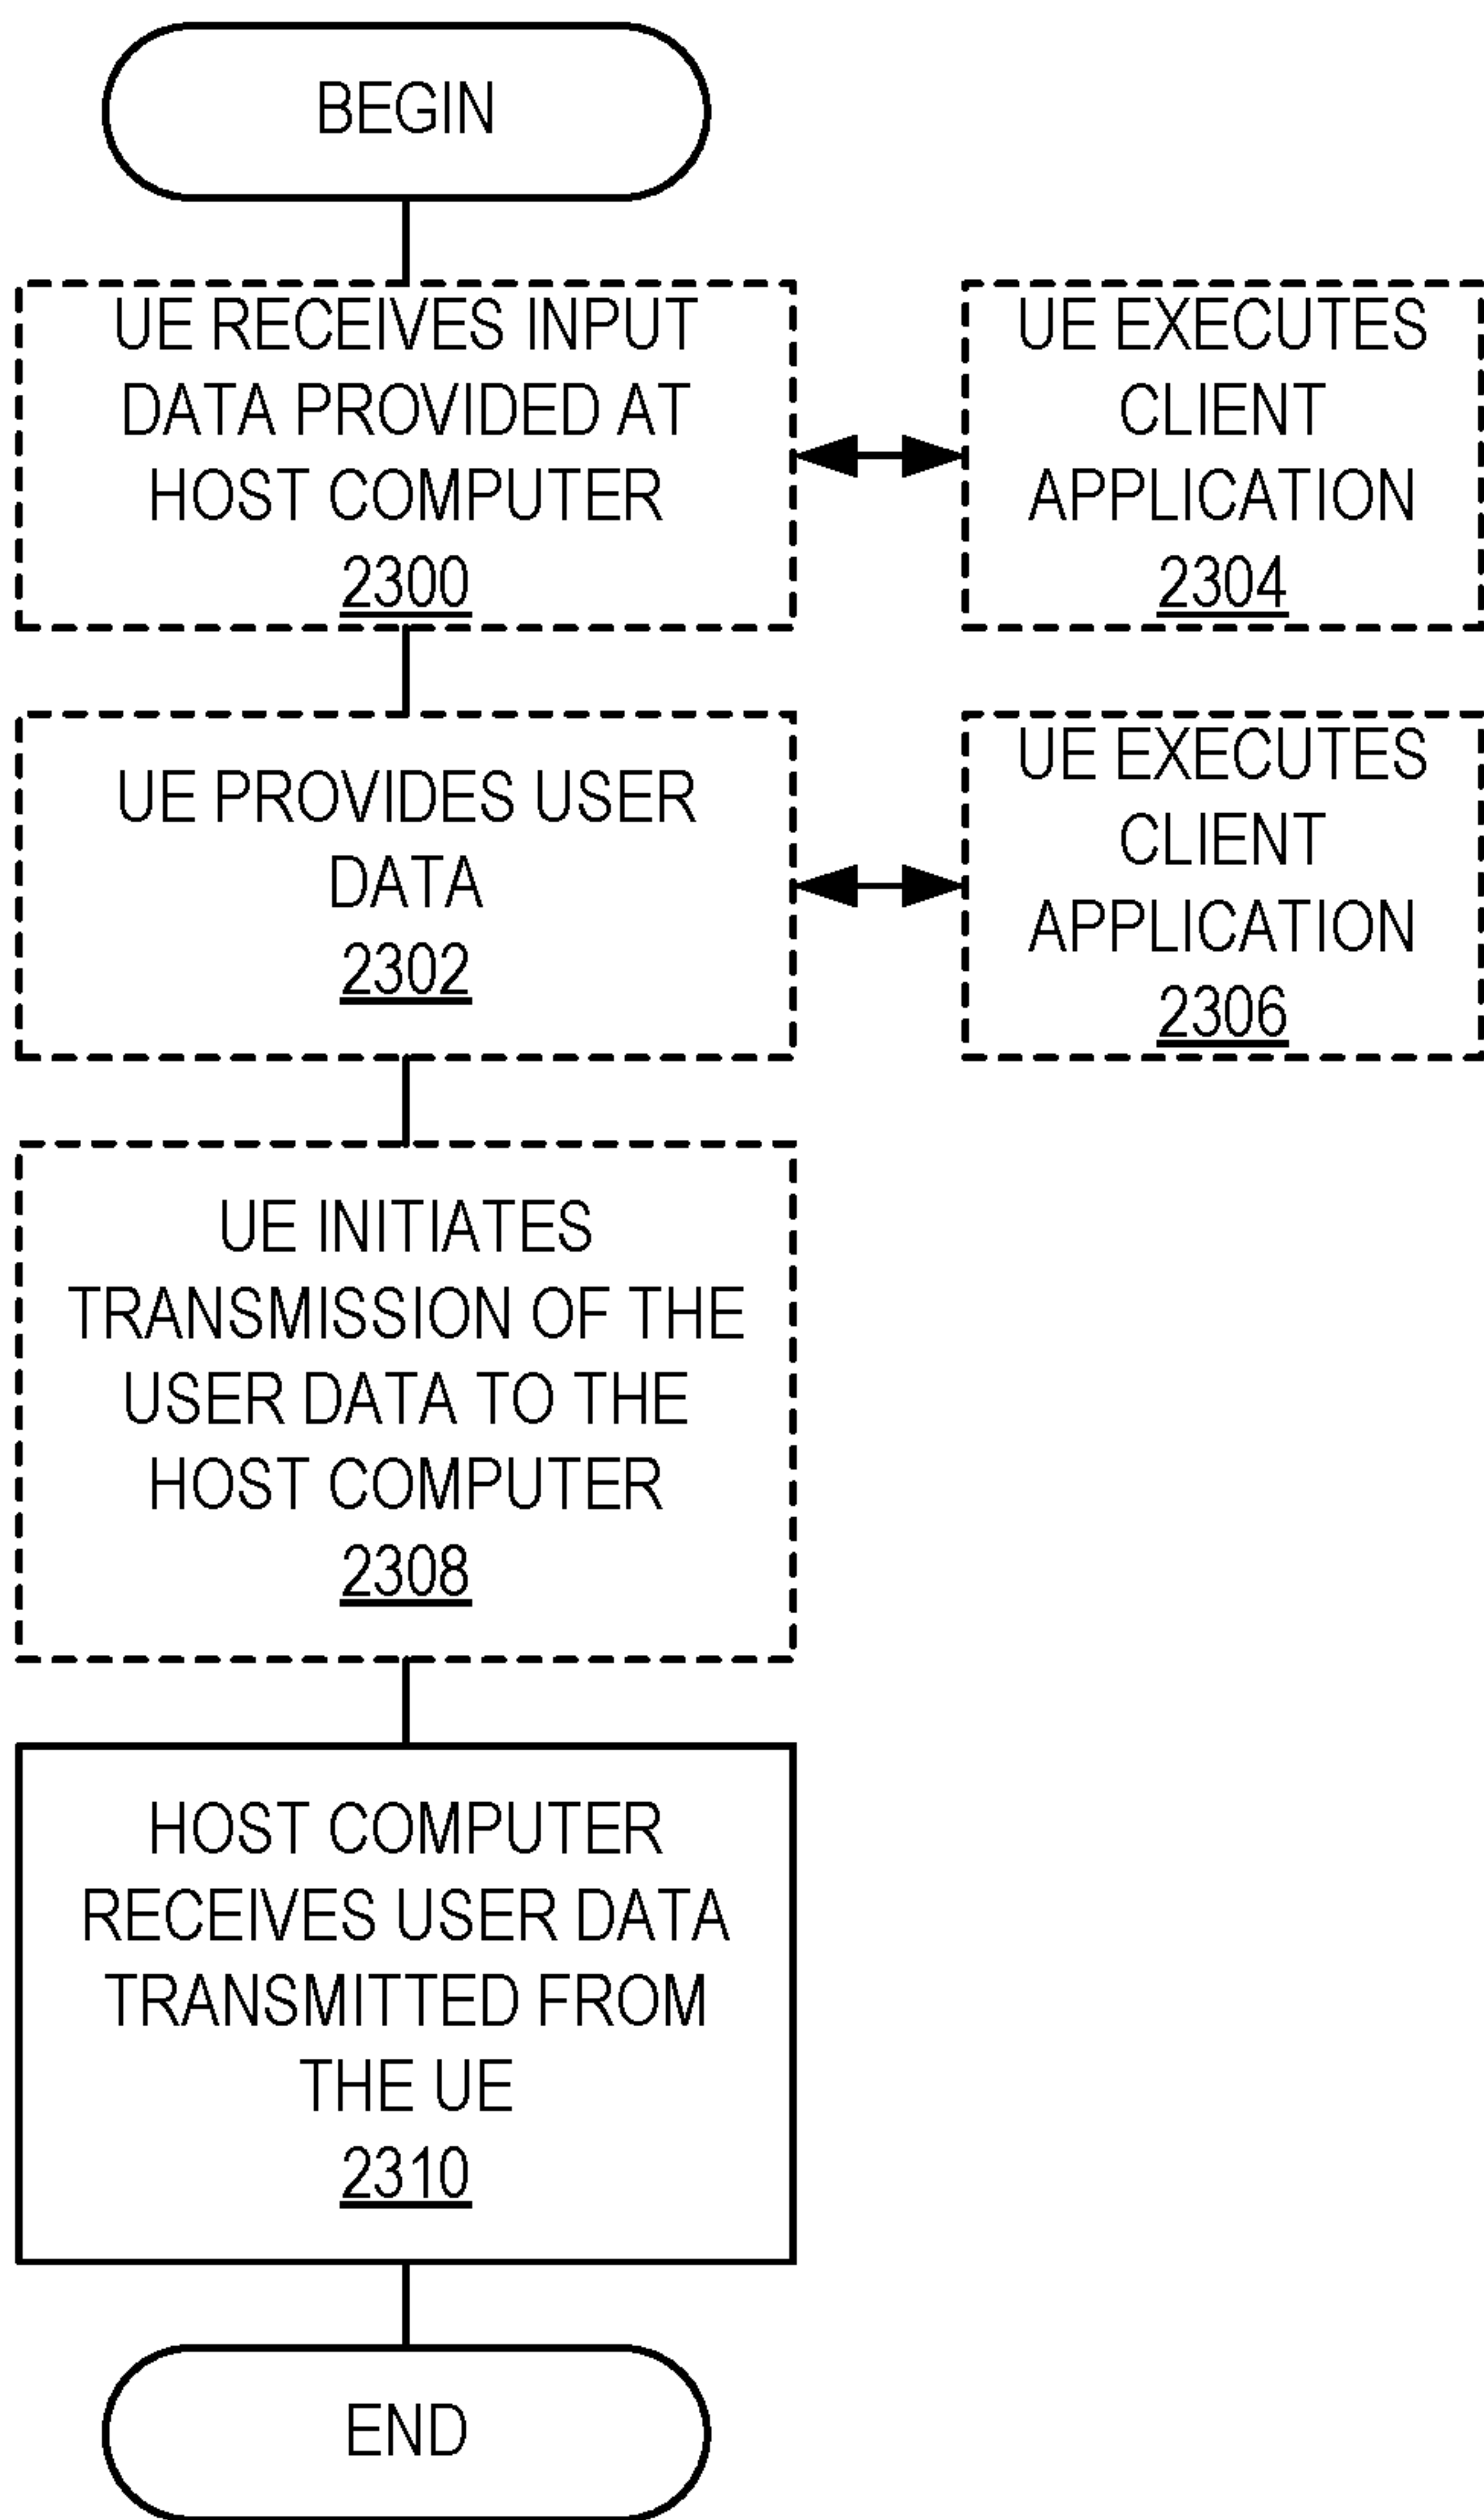 BEGIN
UE RECEIVES INPUT
DATA PROVIDED AT
HOST COMPUTER
2300
UE EXECUTES
CLIENT
APPLICATION
2304
UE PROVIDES USER
DATA
2302
UE EXECUTES
CLIENT
APPLICATION
2306
UE INITIATES
TRANSMISSION OF THE
USER DATA TO THE
HOST COMPUTER
2308
HOST COMPUTER
RECEIVES USER DATA
TRANSMITTED FROM
THE UE
2310
END